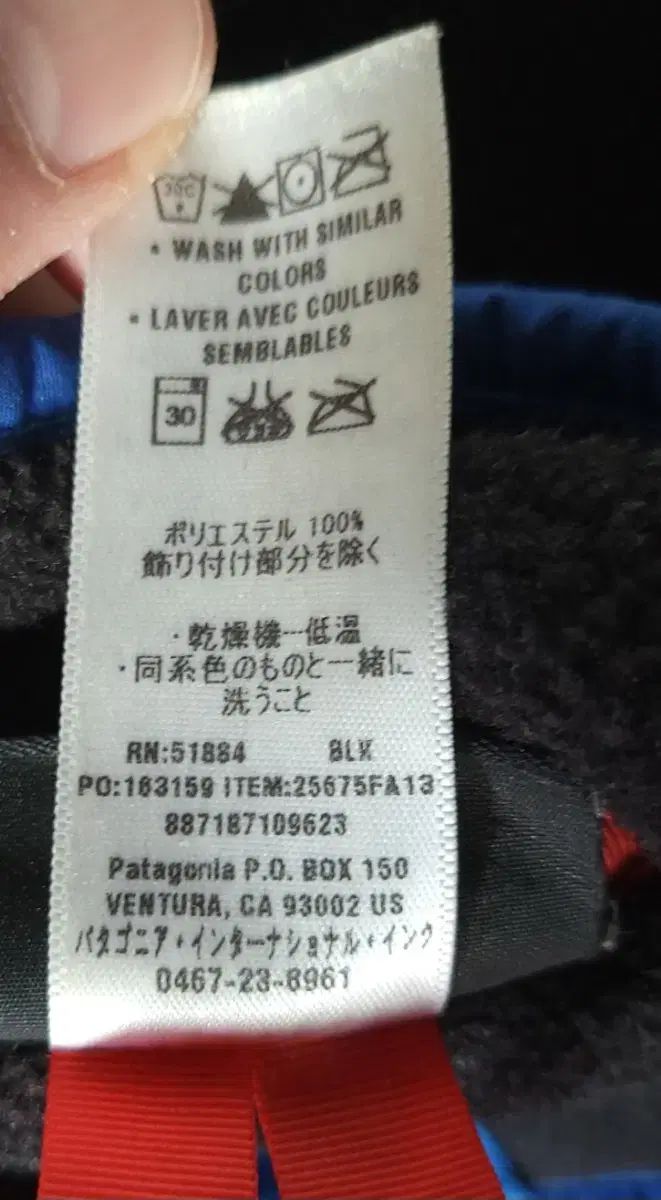 30C
• WASH WITH SIMILAR
COLORS
• LAVER AVEC COULEURS
SEMBLABLES
30
ポリエステル 100%
飾り付け部分を除く
・乾燥機--低温
・同系色のものと一緒に
洗うこと
RN:51884 BLK
PO:163159 ITEM:25675FA13
887187109623
Patagonia P.O. BOX 150
VENTURA, CA 93002 US
パタゴニア・インターナショナル・インク
0467-23-8961